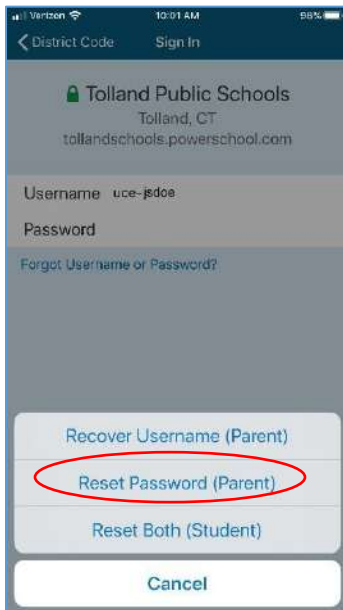 Verizon 10:01 AM 98%
District Code Sign In
Tolland Public Schools
Tolland, CT
tollandschools.powerschool.com
Username uce-jsdoe
Password
Forgot Username or Password?
Recover Username (Parent)
Reset Password (Parent)
Reset Both (Student)
Cancel